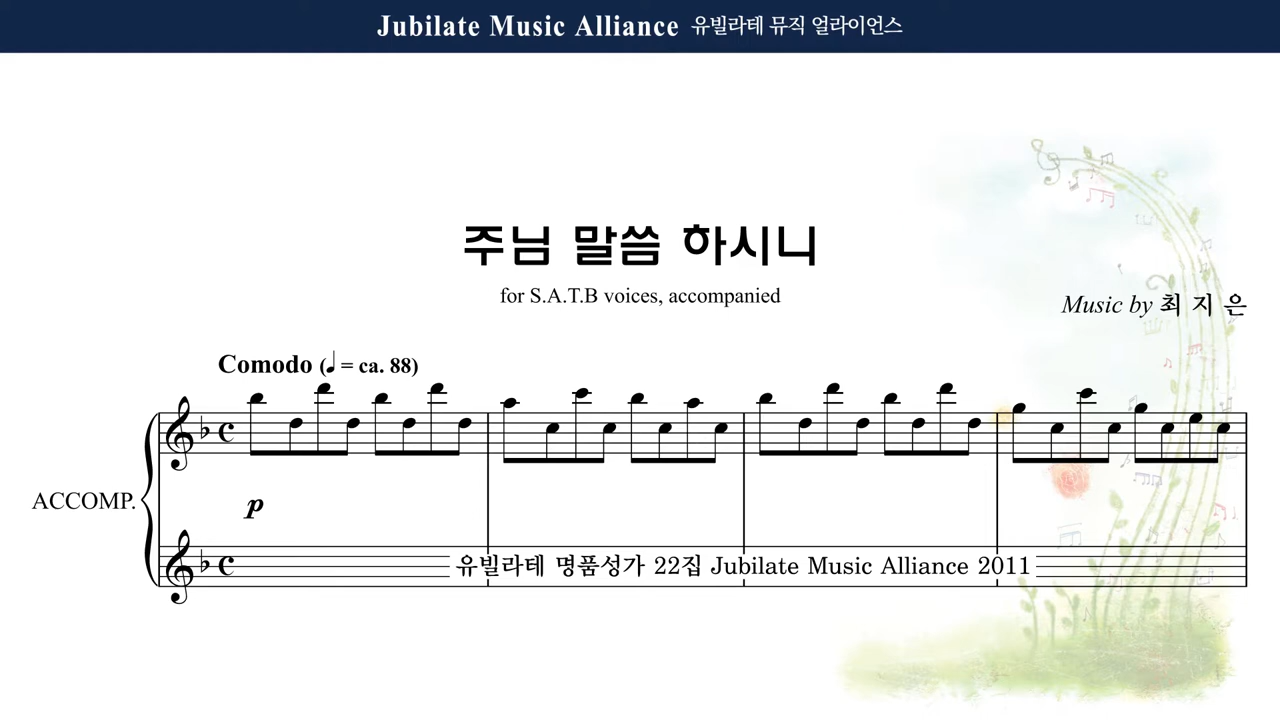 Jubilate Music Alliance 유빌라테 뮤직 얼라이언스
주님 말씀 하시니
for S.A.T.B voices, accompanied
Music by 최 지 은
Comodo (♩ = ca. 88)
ACCOMP.
p
유빌라테 명품성가 22집 Jubilate Music Alliance 2011